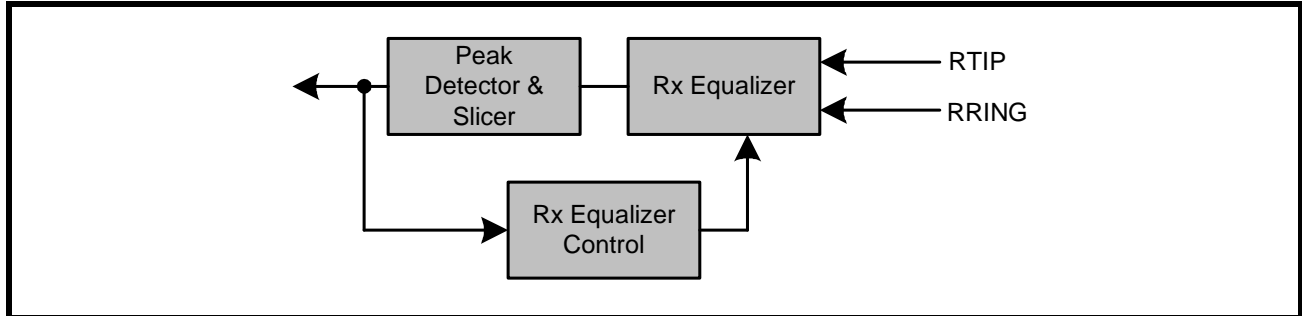 Peak
Detector &
Slicer
Rx Equalizer
RTIP
RRING
Rx Equalizer
Control